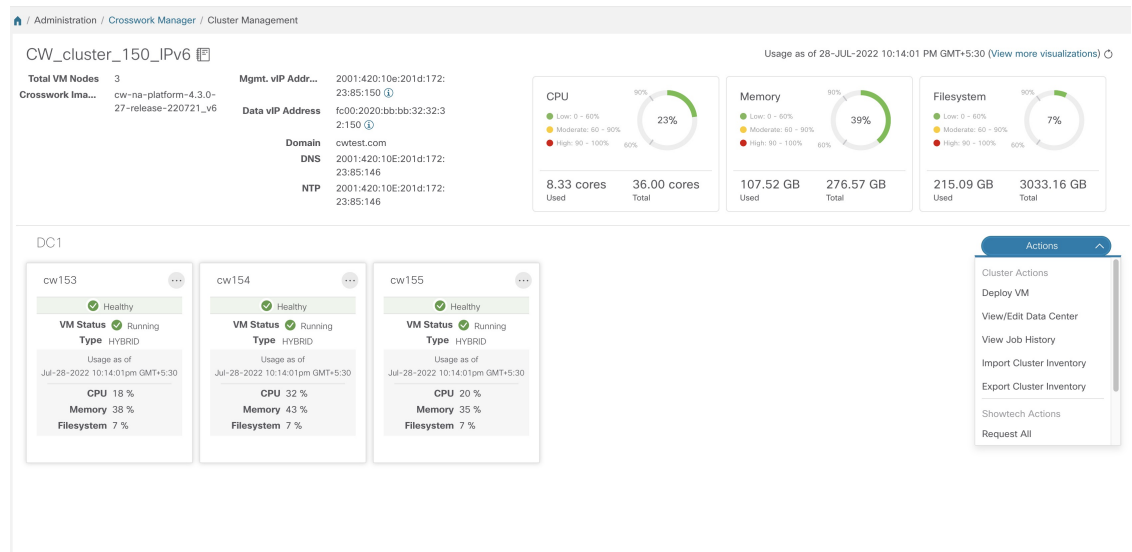 / Administration / Crosswork Manager / Cluster Management
CW_cluster_150_IPv6
Usage as of 28-JUL-2022 10:14:01 PM GMT+5:30 (View more visualizations)
Total VM Nodes 3
Crosswork Ima... cw-na-platform-4.3.0-
27-release-220721_v6
Mgmt. vIP Addr... 2001:420:10e:201d:172:
23:85:150
Data vIP Address fc00:2020:bb:bb:32:32:3
2:150
Domain cwtest.com
DNS 2001:420:10E:201d:172:
23:85:146
NTP 2001:420:10E:201d:172:
23:85:146
CPU
Low: 0 - 60%
Moderate: 60 - 90%
High: 90 - 100%
90%
23%
60%
8.33 cores 36.00 cores
Used Total
Memory
Low: 0 - 60%
Moderate: 60 - 90%
High: 90 - 100%
90%
39%
60%
107.52 GB 276.57 GB
Used Total
Filesystem
Low: 0 - 60%
Moderate: 60 - 90%
High: 90 - 100%
90%
7%
60%
215.09 GB 3033.16 GB
Used Total
DC1
cw153
Healthy
VM Status Running
Type HYBRID
Usage as of
Jul-28-2022 10:14:01pm GMT+5:30
CPU 18 %
Memory 38 %
Filesystem 7 %
cw154
Healthy
VM Status Running
Type HYBRID
Usage as of
Jul-28-2022 10:14:01pm GMT+5:30
CPU 32 %
Memory 43 %
Filesystem 7 %
cw155
Healthy
VM Status Running
Type HYBRID
Usage as of
Jul-28-2022 10:14:01pm GMT+5:30
CPU 20 %
Memory 35 %
Filesystem 7 %
Actions
Cluster Actions
Deploy VM
View/Edit Data Center
View Job History
Import Cluster Inventory
Export Cluster Inventory
Showtech Actions
Request All